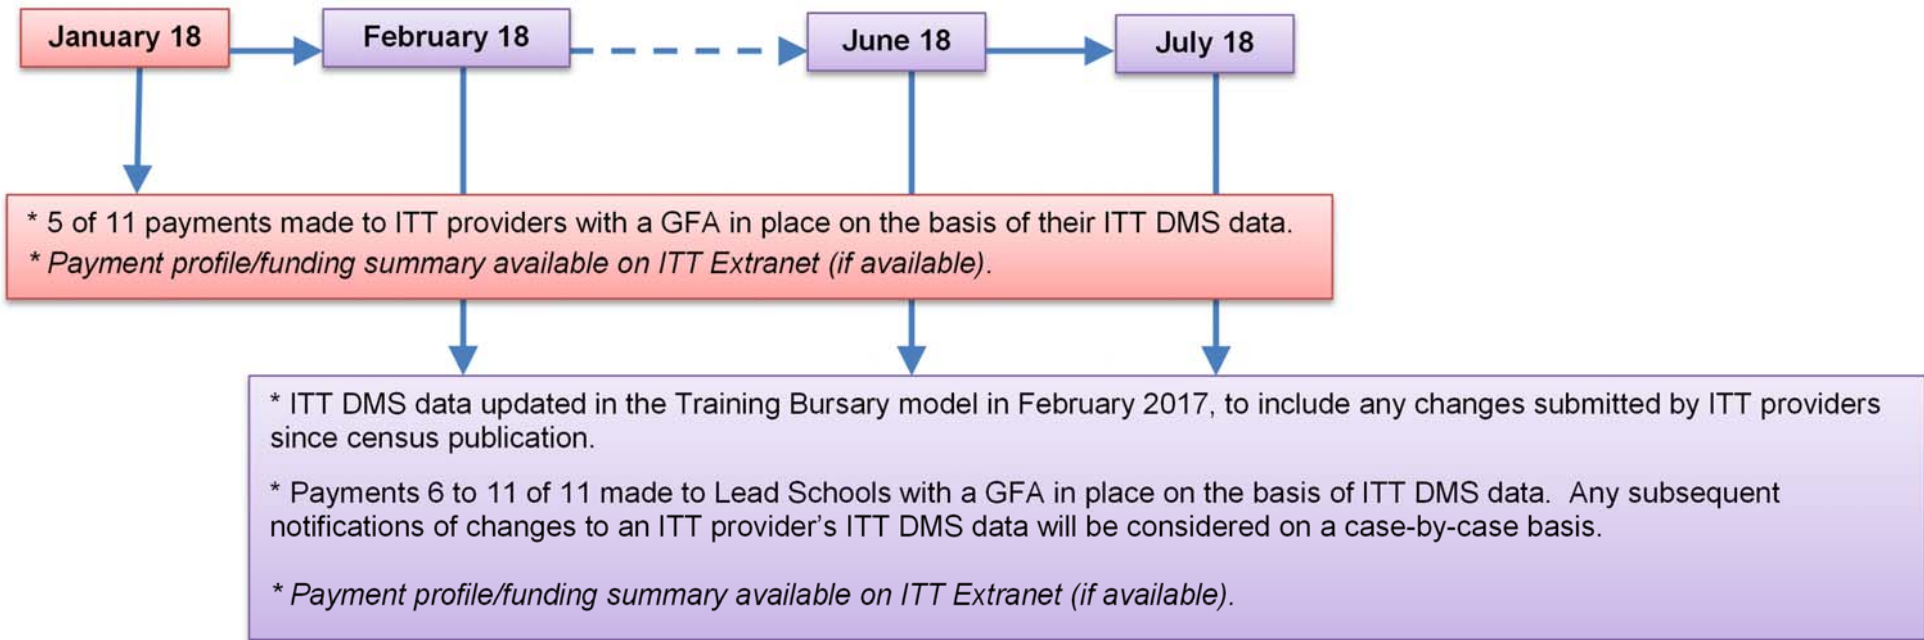 January 18
February 18
June 18
July 18
* 5 of 11 payments made to ITT providers with a GFA in place on the basis of their ITT DMS data.
* Payment profile/funding summary available on ITT Extranet (if available).
* ITT DMS data updated in the Training Bursary model in February 2017, to include any changes submitted by ITT providers
since census publication.
* Payments 6 to 11 of 11 made to Lead Schools with a GFA in place on the basis of ITT DMS data.  Any subsequent
notifications of changes to an ITT provider’s ITT DMS data will be considered on a case-by-case basis.
* Payment profile/funding summary available on ITT Extranet (if available).